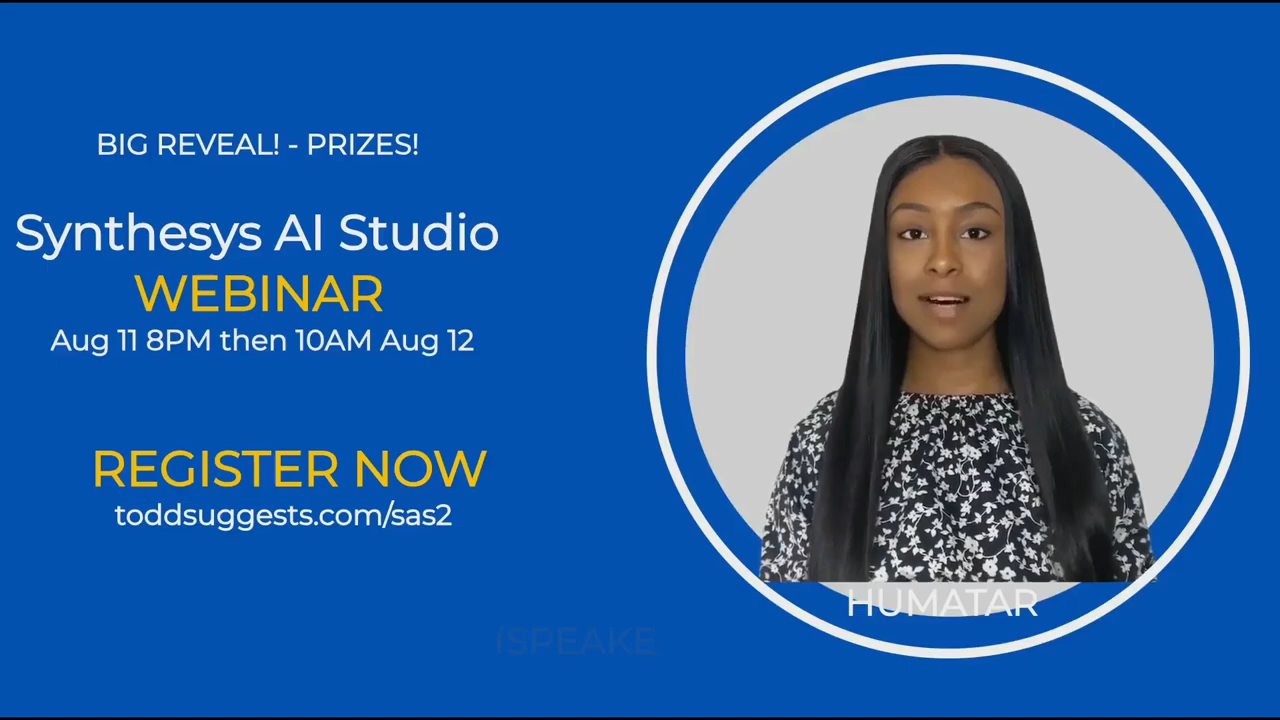 BIG REVEAL! - PRIZES!
Synthesys AI Studio
WEBINAR
Aug 11 8PM then 10AM Aug 12
REGISTER NOW
toddsuggests.com/sas2
HUMATAR